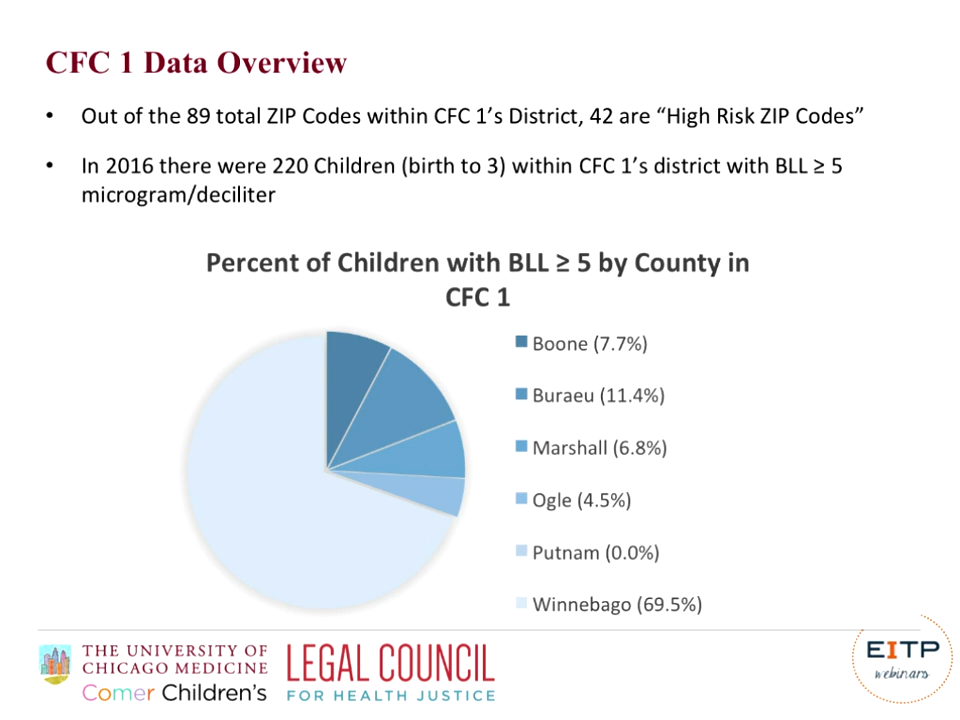 CFC 1 Data Overview
• Out of the 89 total ZIP Codes within CFC 1’s District, 42 are “High Risk ZIP Codes”
• In 2016 there were 220 Children (birth to 3) within CFC 1’s district with BLL ≥ 5
microgram/deciliter
Percent of Children with BLL ≥ 5 by County in
CFC 1
Boone (7.7%)
Buraeu (11.4%)
Marshall (6.8%)
Ogle (4.5%)
Putnam (0.0%)
Winnebago (69.5%)
THE UNIVERSITY OF
CHICAGO MEDICINE
Comer Children’s
LEGAL COUNCIL
FOR HEALTH JUSTICE
EITP
webinars